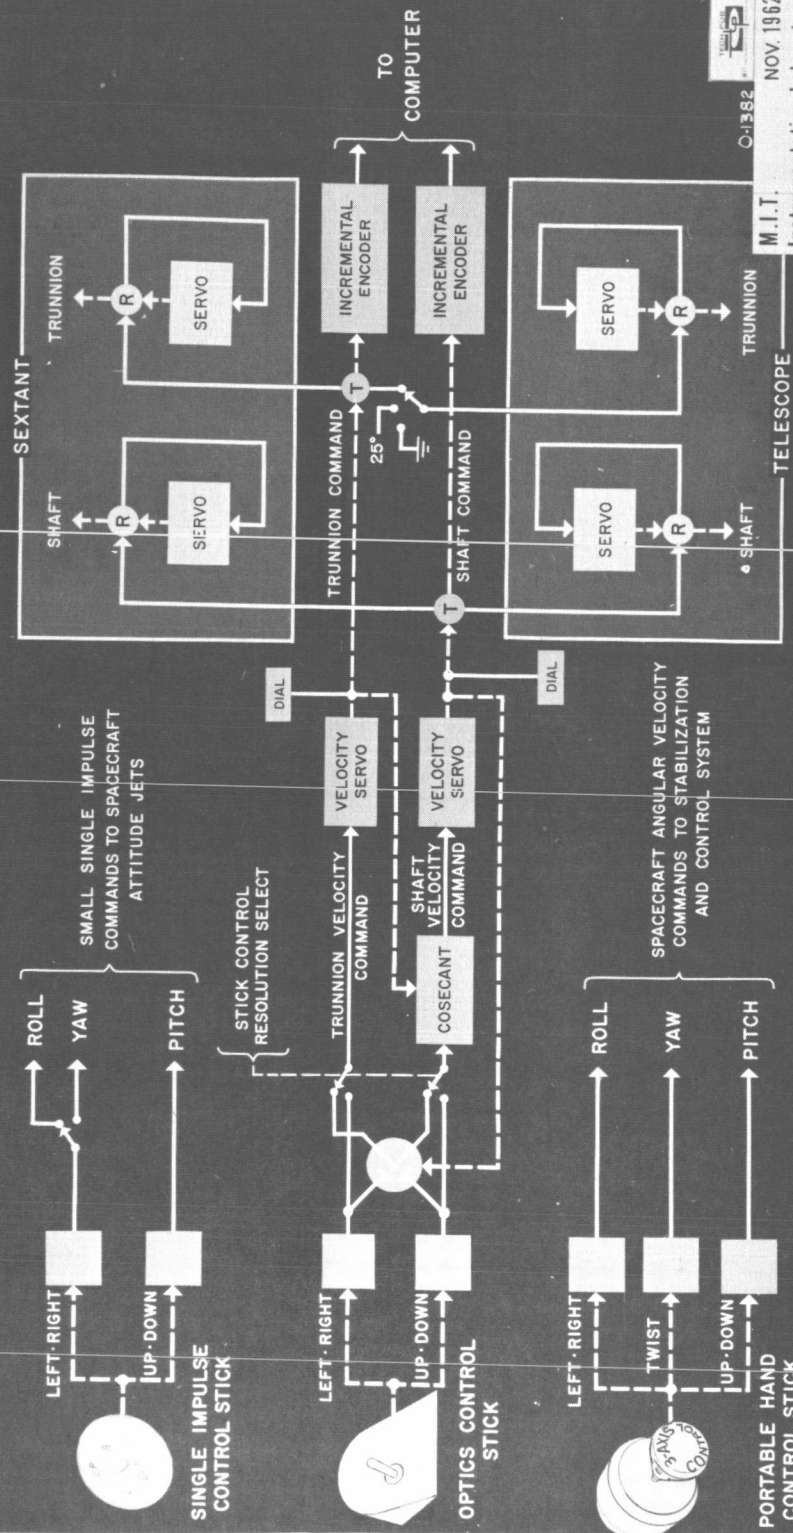 LEFT·RIGHT
UP·DOWN
SINGLE IMPULSE
CONTROL STICK
ROLL
YAW
PITCH
SMALL SINGLE IMPULSE
COMMANDS TO SPACECRAFT
ATTITUDE JETS
LEFT·RIGHT
UP·DOWN
OPTICS CONTROL
STICK
STICK CONTROL
RESOLUTION SELECT
TRUNNION VELOCITY
COMMAND
COSECANT
SHAFT
VELOCITY
COMMAND
VELOCITY
SERVO
VELOCITY
SERVO
DIAL
DIAL
TRUNNION COMMAND
SHAFT COMMAND
T
T
25°
INCREMENTAL
ENCODER
INCREMENTAL
ENCODER
TO
COMPUTER
SEXTANT
SHAFT
R
SERVO
TRUNNION
R
SERVO
SERVO
R
SHAFT
SERVO
R
TRUNNION
TELESCOPE
LEFT·RIGHT
TWIST
UP·DOWN
3-AXIS
CONTROL
PORTABLE HAND
CONTROL STICK
ROLL
YAW
PITCH
SPACECRAFT ANGULAR VELOCITY
COMMANDS TO STABILIZATION
AND CONTROL SYSTEM
O-1382
M.I.T. NOV. 1962